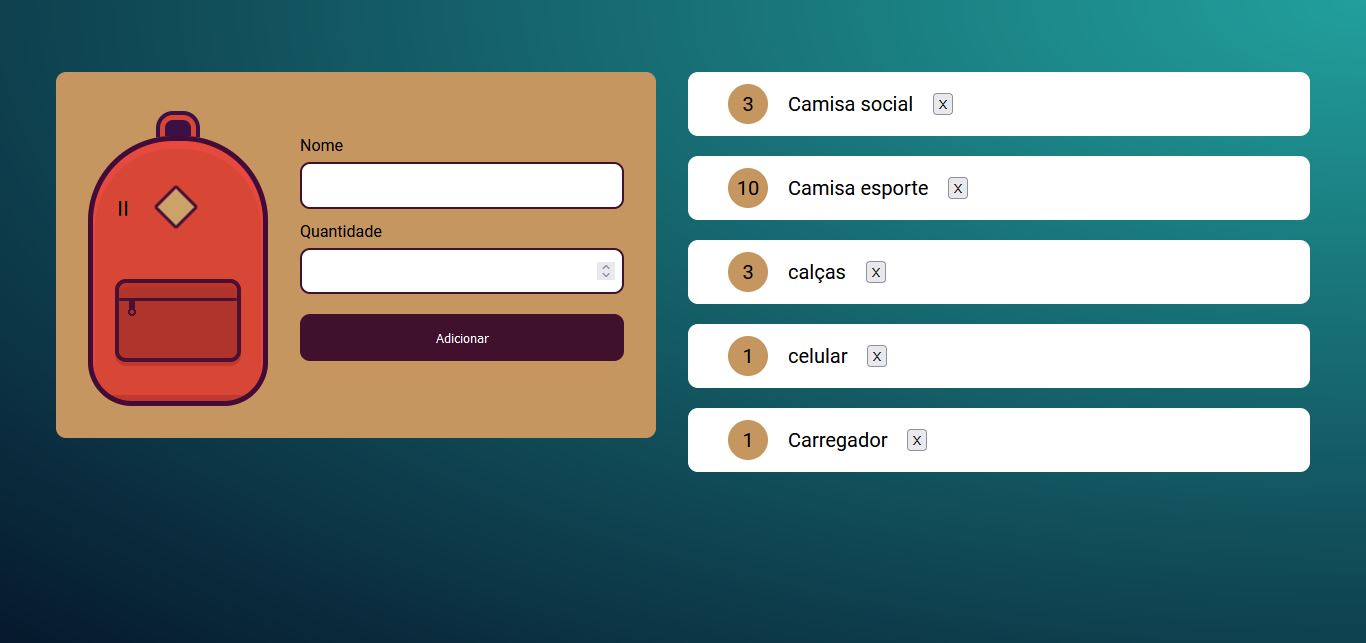 Nome
Quantidade
Adicionar
3 Camisa social X
10 Camisa esporte X
3 calças X
1 celular X
1 Carregador X